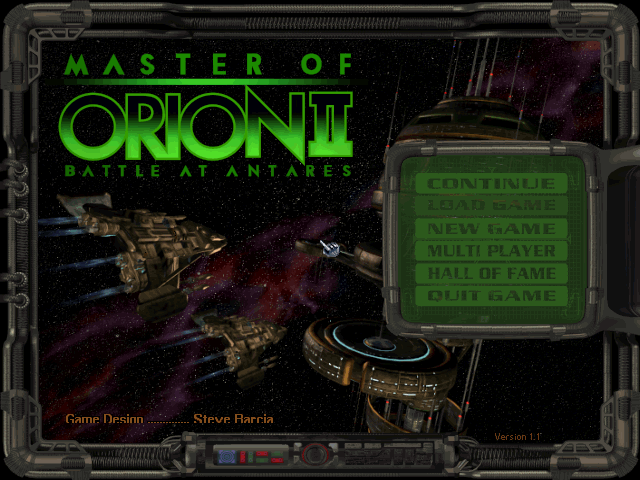 MASTER OF
ORION II
BATTLE AT ANTARES
CONTINUE
LOAD GAME
NEW GAME
MULTI PLAYER
HALL OF FAME
QUIT GAME
Game Design .............. Steve Barcia
Version 1.1